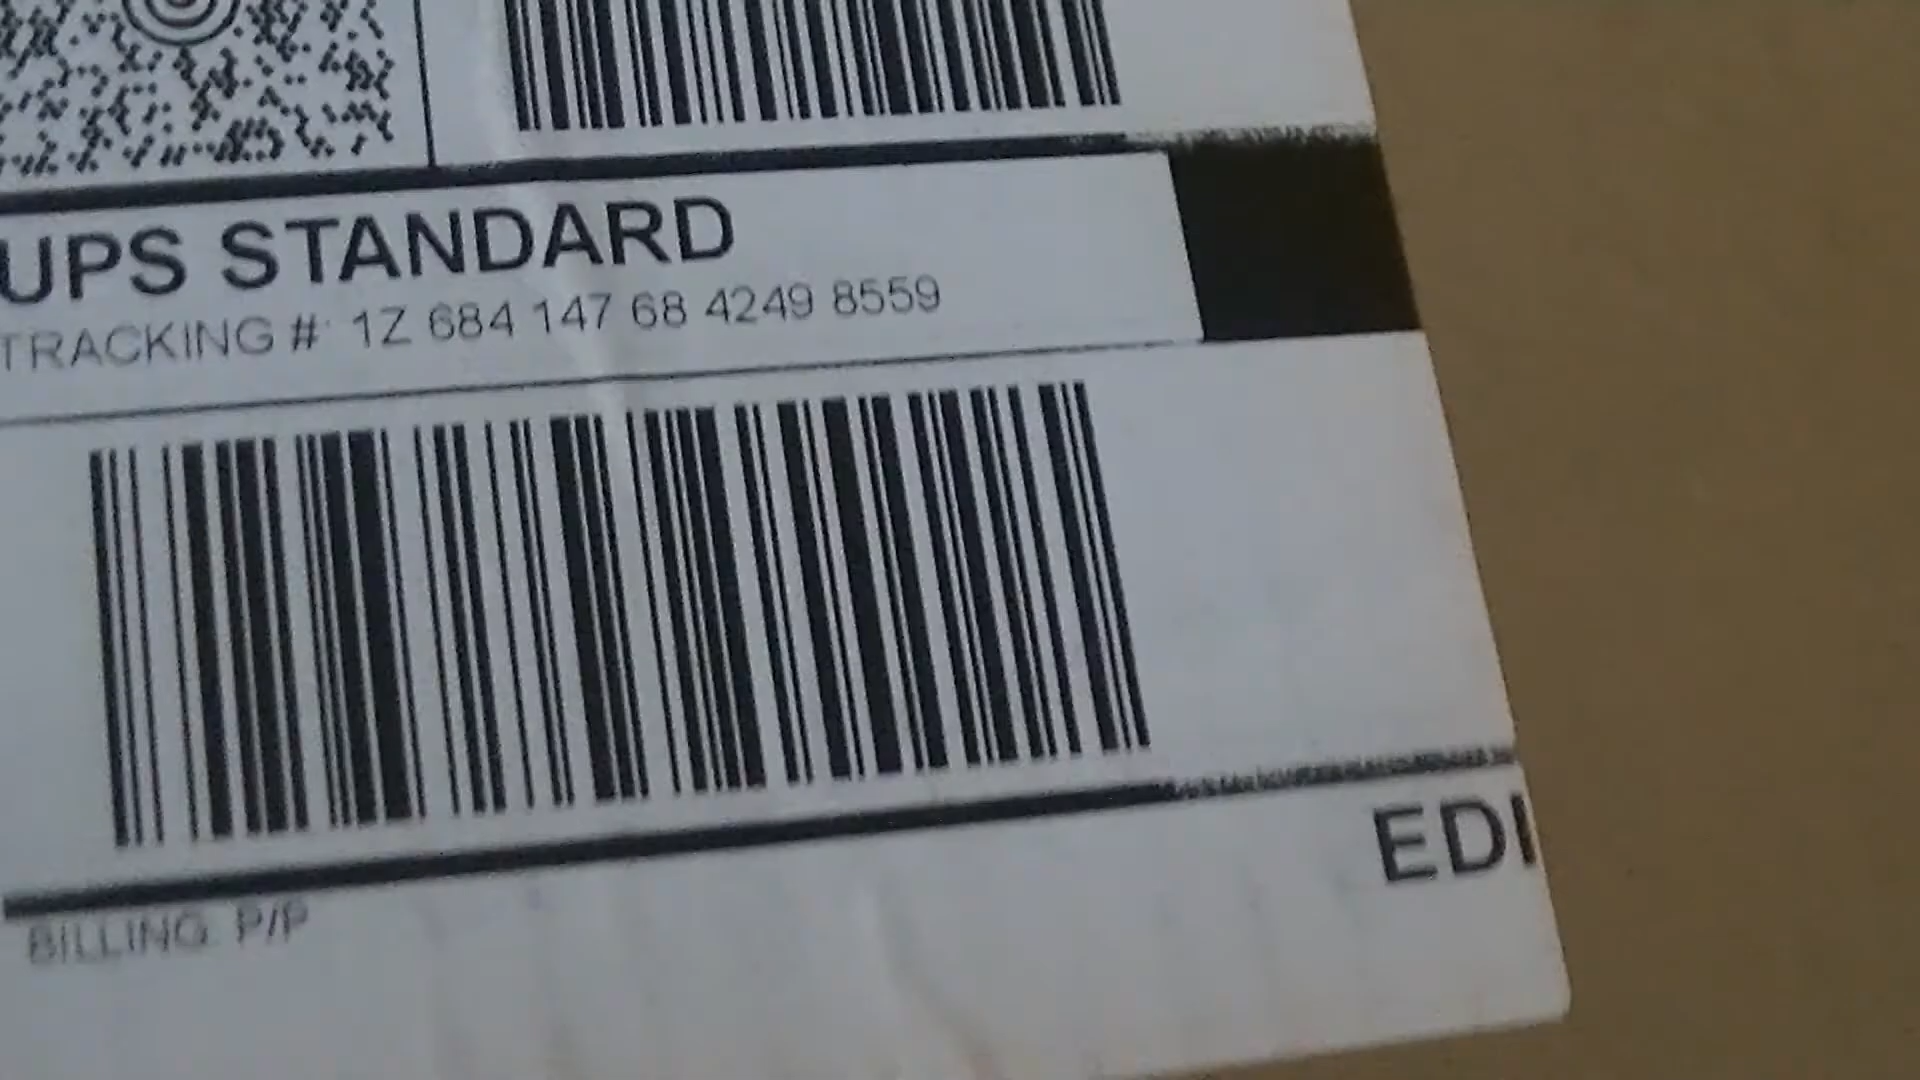 UPS STANDARD
TRACKING #: 1Z 684 147 68 4249 8559
BILLING: P/P
EDI